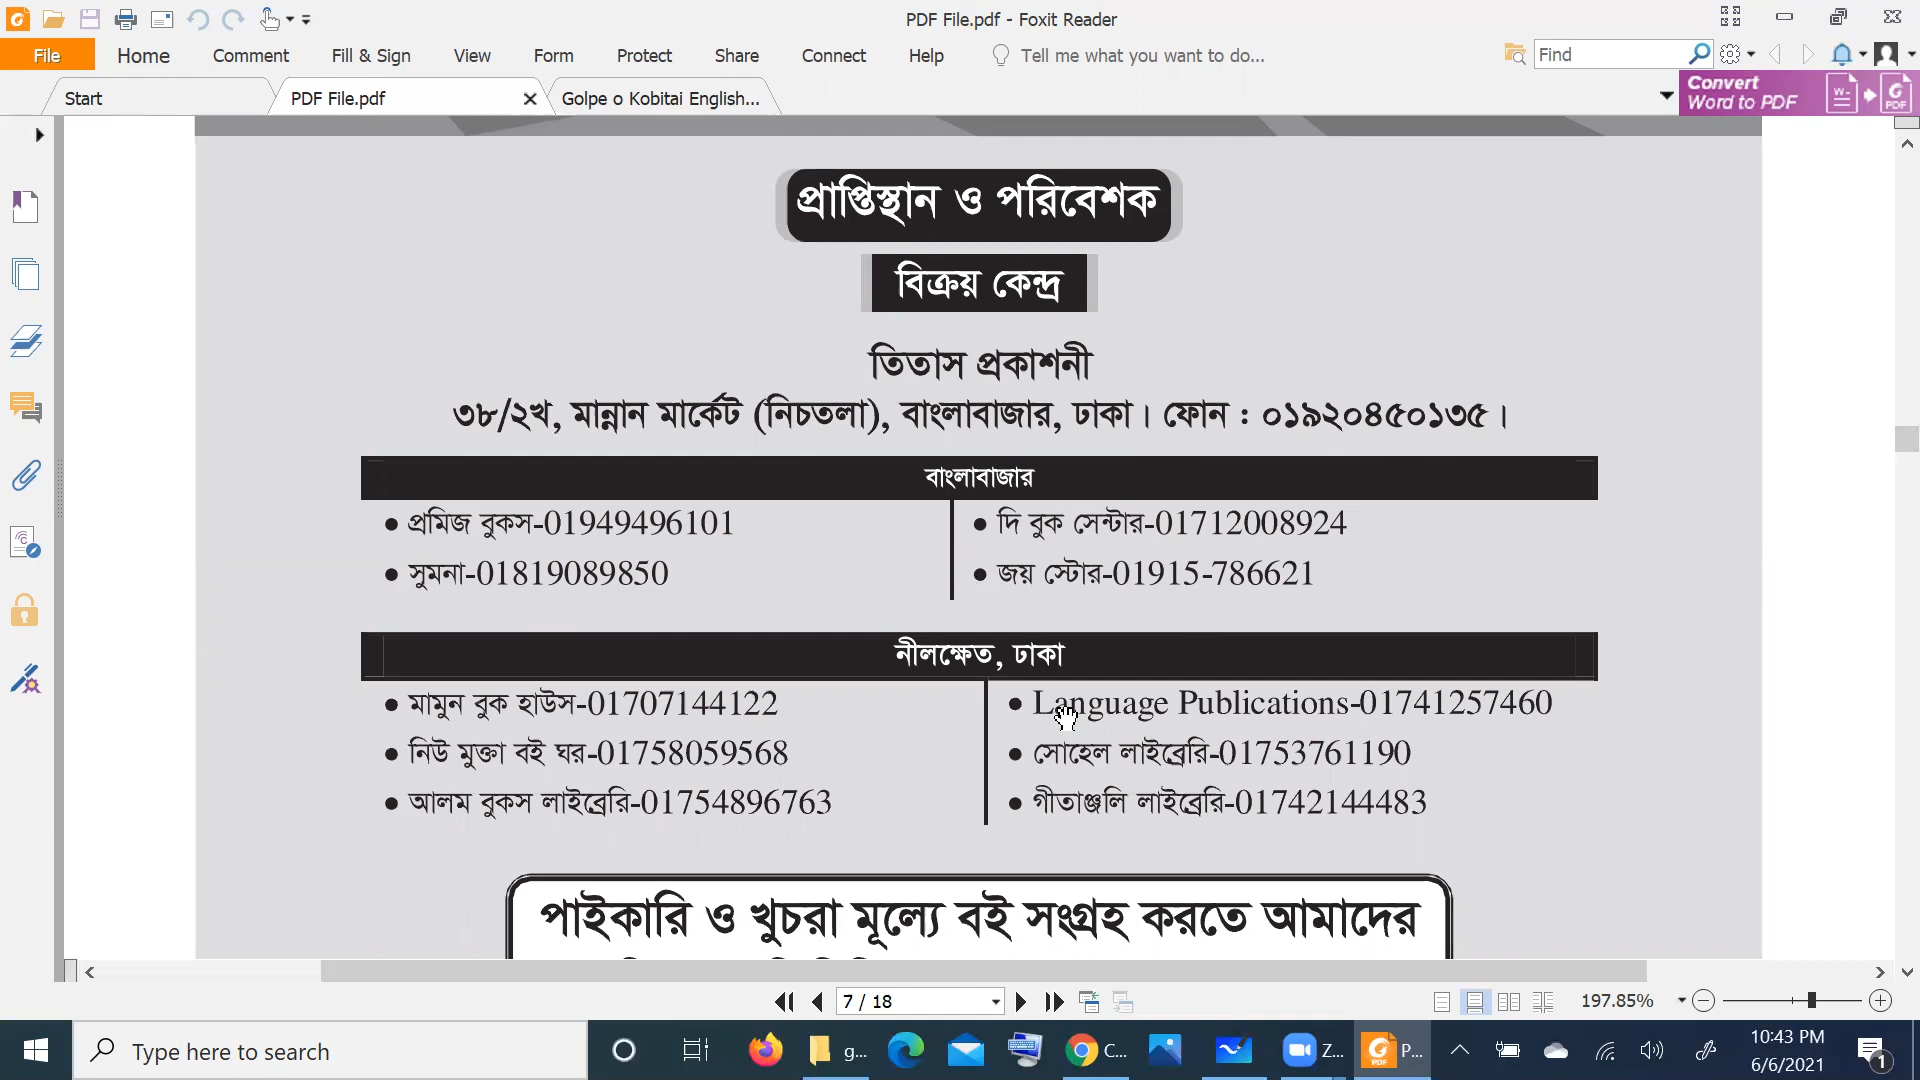 PDF File.pdf - Foxit Reader
File Home Comment Fill & Sign View Form Protect Share Connect Help Tell me what you want to do... Find
Start PDF File.pdf Golpe o Kobitai English...
Convert
Word to PDF
প্রাপ্তিস্থান ও পরিবেশক
বিক্রয় কেন্দ্র
তিতাস প্রকাশনী
৩৮/২খ, মান্নান মার্কেট (নিচতলা), বাংলাবাজার, ঢাকা। ফোন : ০১৯২০৪৫০১৩৫।
বাংলাবাজার
• প্রমিজ বুকস-01949496101
• সুমনা-01819089850
• দি বুক সেন্টার-01712008924
• জয় স্টোর-01915-786621
নীলক্ষেত, ঢাকা
• মামুন বুক হাউস-01707144122
• নিউ মুক্তা বই ঘর-01758059568
• আলম বুকস লাইব্রেরি-01754896763
• Language Publications-01741257460
• সোহেল লাইব্রেরি-01753761190
• গীতাঞ্জলি লাইব্রেরি-01742144483
পাইকারি ও খুচরা মূল্যে বই সংগ্রহ করতে আমাদের
7 / 18
197.85%
Type here to search
g...
C...
Z...
P...
10:43 PM
6/6/2021
1